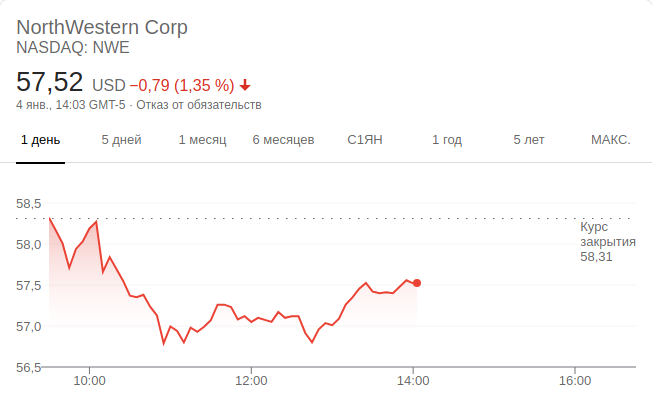 NorthWestern Corp
NASDAQ: NWE
57,52 USD −0,79 (1,35 %)
4 янв., 14:03 GMT-5 · Отказ от обязательств
1 день 5 дней 1 месяц 6 месяцев С1ЯН 1 год 5 лет МАКС.
58,5
Курс
закрытия
58,31
58,0
57,5
57,0
56,5
10:00 12:00 14:00 16:00